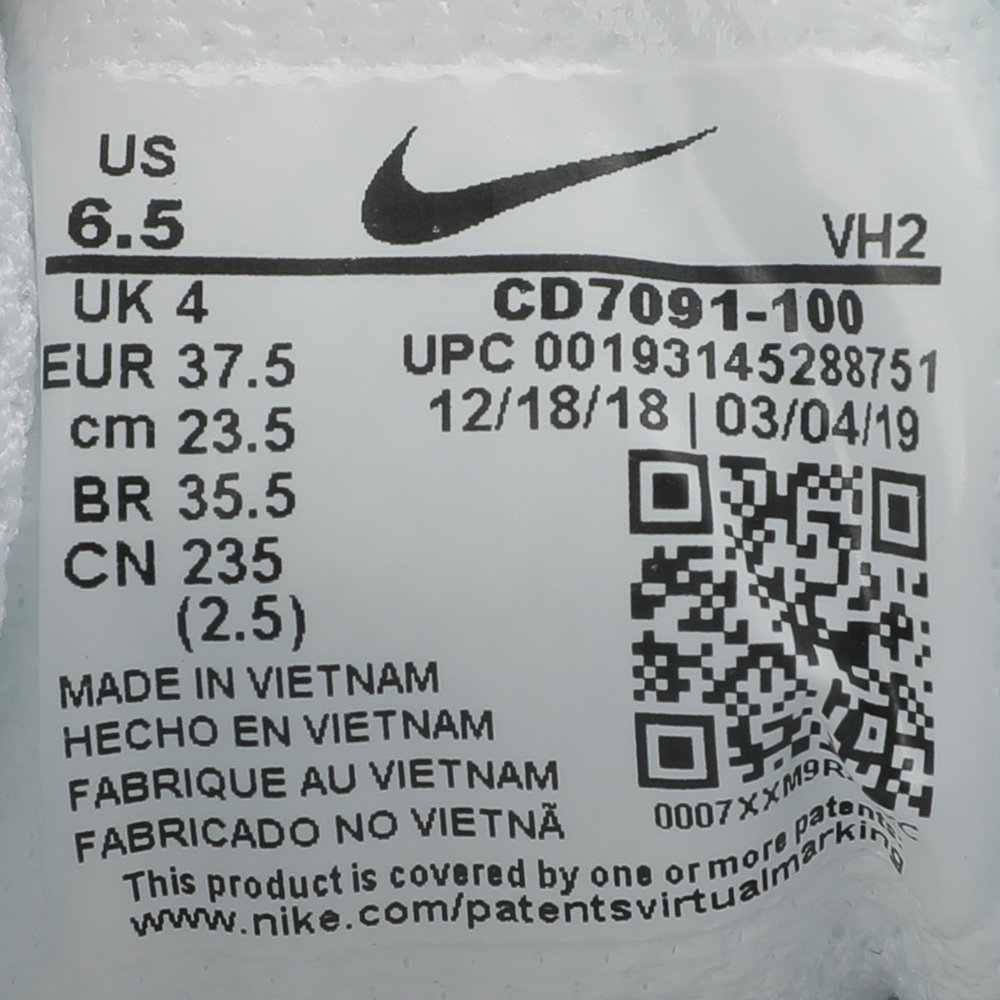 US
6.5
VH2
UK 4
CD7091-100
EUR 37.5
UPC 00193145288751
cm 23.5
12/18/18 | 03/04/19
BR 35.5
CN 235
(2.5)
MADE IN VIETNAM
HECHO EN VIETNAM
FABRIQUE AU VIETNAM
FABRICADO NO VIETNÃ
This product is covered by one or more patents.
www.nike.com/patentsvirtualmarking